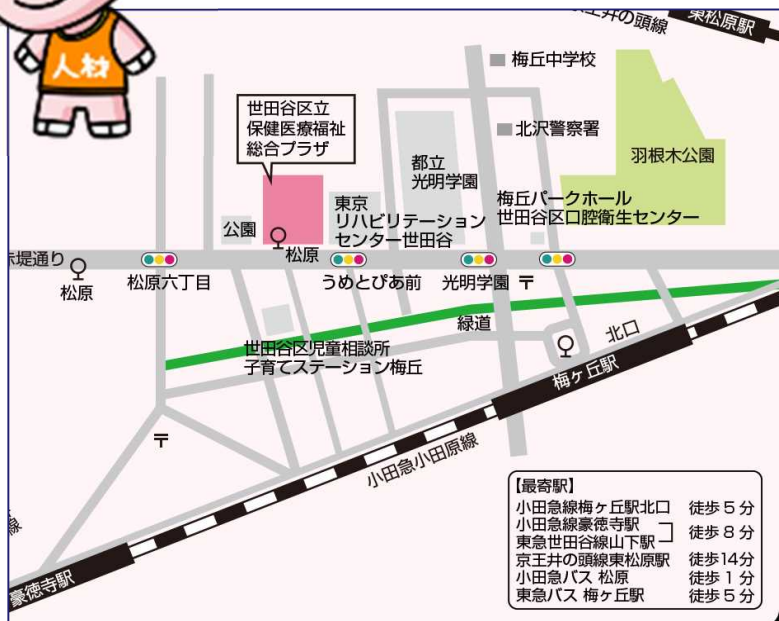 人材
井の頭線
東松原駅
梅丘中学校
世田谷区立
保健医療福祉
総合プラザ
北沢警察署
都立
光明学園
羽根木公園
東京
リハビリテーション
センター世田谷
梅丘パークホール
世田谷区口腔衛生センター
公園
松原
赤堤通り
松原
松原六丁目
うめとぴあ前
光明学園
〒
緑道
世田谷区児童相談所
子育てステーション梅丘
北口
梅ヶ丘駅
〒
小田急小田原線
線
豪徳寺駅
【最寄駅】
小田急線梅ヶ丘駅北口 徒歩5分
小田急線豪徳寺駅
東急世田谷線山下駅 徒歩8分
京王井の頭線東松原駅 徒歩14分
小田急バス 松原 徒歩1分
東急バス 梅ヶ丘駅 徒歩5分